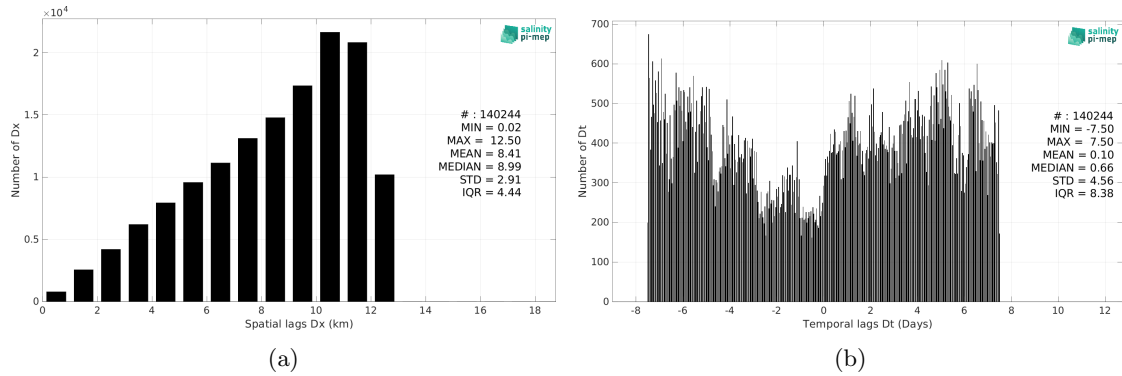 ×10⁴
salinity
pi-mep
2
1.5
1
0.5
0
Number of Dx
# : 140244
MIN = 0.02
MAX = 12.50
MEAN = 8.41
MEDIAN = 8.99
STD = 2.91
IQR = 4.44
0 2 4 6 8 10 12 14 16 18
Spatial lags Dx (km)
(a)
700
600
500
400
300
200
100
0
Number of Dt
salinity
pi-mep
# : 140244
MIN = -7.50
MAX = 7.50
MEAN = 0.10
MEDIAN = 0.66
STD = 4.56
IQR = 8.38
-8 -6 -4 -2 0 2 4 6 8 10 12
Temporal lags Dt (Days)
(b)